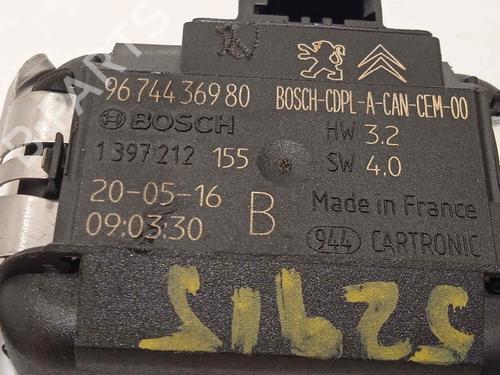 96 744 369 80 BOSCH-CDPL-A-CAN-CEM-00
BOSCH HW 3.2
1 397 212 155 SW 4.0
20-05-16 B Made in France
09:03:30 944 CARTRONIC